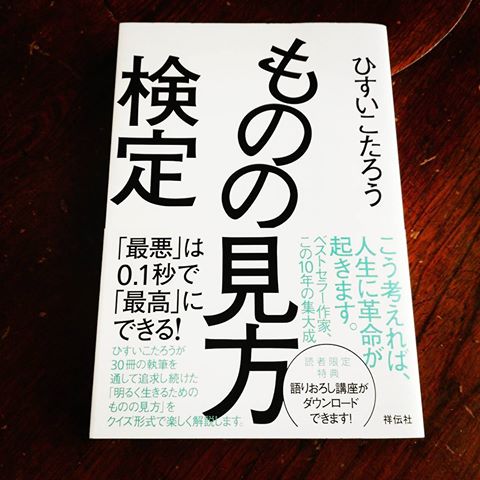 ひすいこたろう
ものの見方
検定
こう考えれば、
人生に革命が
起きます。
ベストセラー作家、
この10年の集大成
「最悪」は
0.1秒で
「最高」に
できる!
ひすいこたろうが
30冊の執筆を
通して追求し続けた
「明るく生きるための
ものの見方」を
クイズ形式で楽しく解説します。
読者限定
特典
語りおろし講座が
ダウンロード
できます!
祥伝社